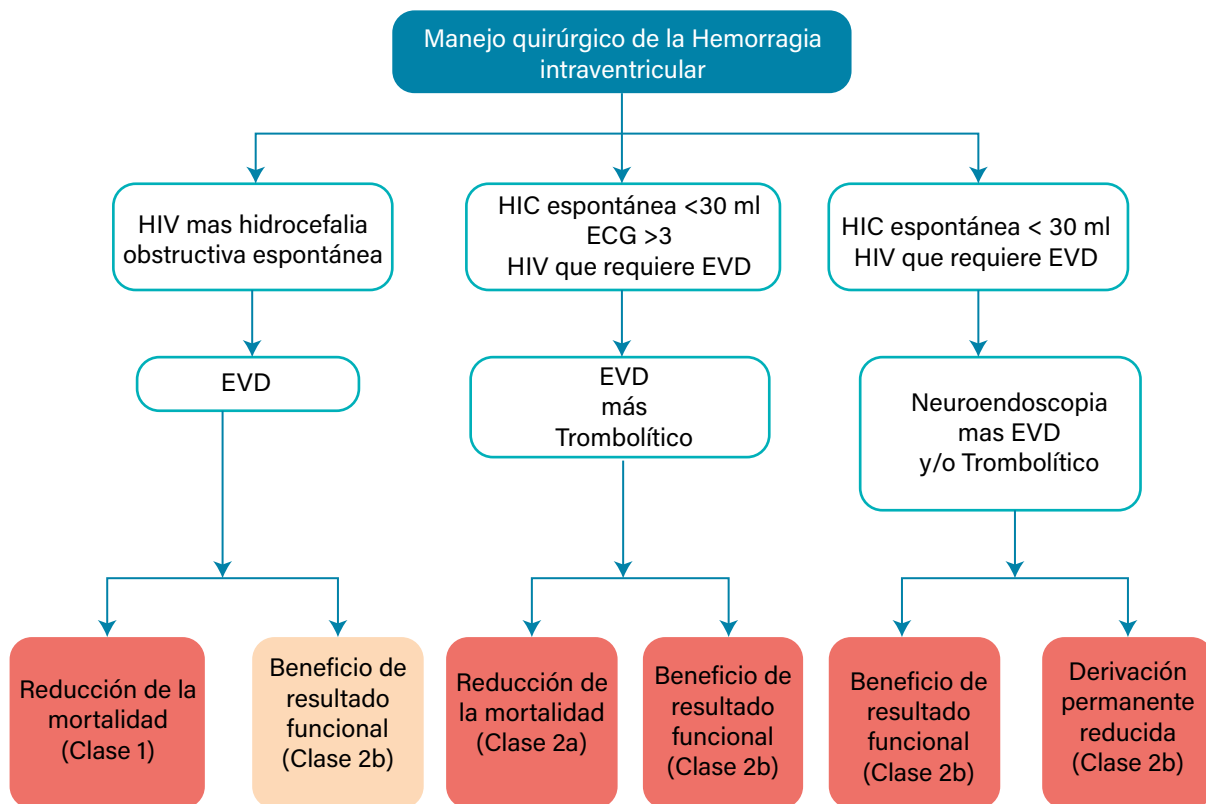 Manejo quirúrgico de la Hemorragia
intraventricular
HIV mas hidrocefalia
obstructiva espontánea
HIC espontánea <30 ml
ECG >3
HIV que requiere EVD
HIC espontánea < 30 ml
HIV que requiere EVD
EVD
EVD
más
Trombolítico
Neuroendoscopia
mas EVD
y/o Trombolítico
Reducción de la
mortalidad
(Clase 1)
Beneficio de
resultado
funcional
(Clase 2b)
Reducción de
la mortalidad
(Clase 2a)
Beneficio de
resultado
funcional
(Clase 2b)
Beneficio de
resultado
funcional
(Clase 2b)
Derivación
permanente
reducida
(Clase 2b)